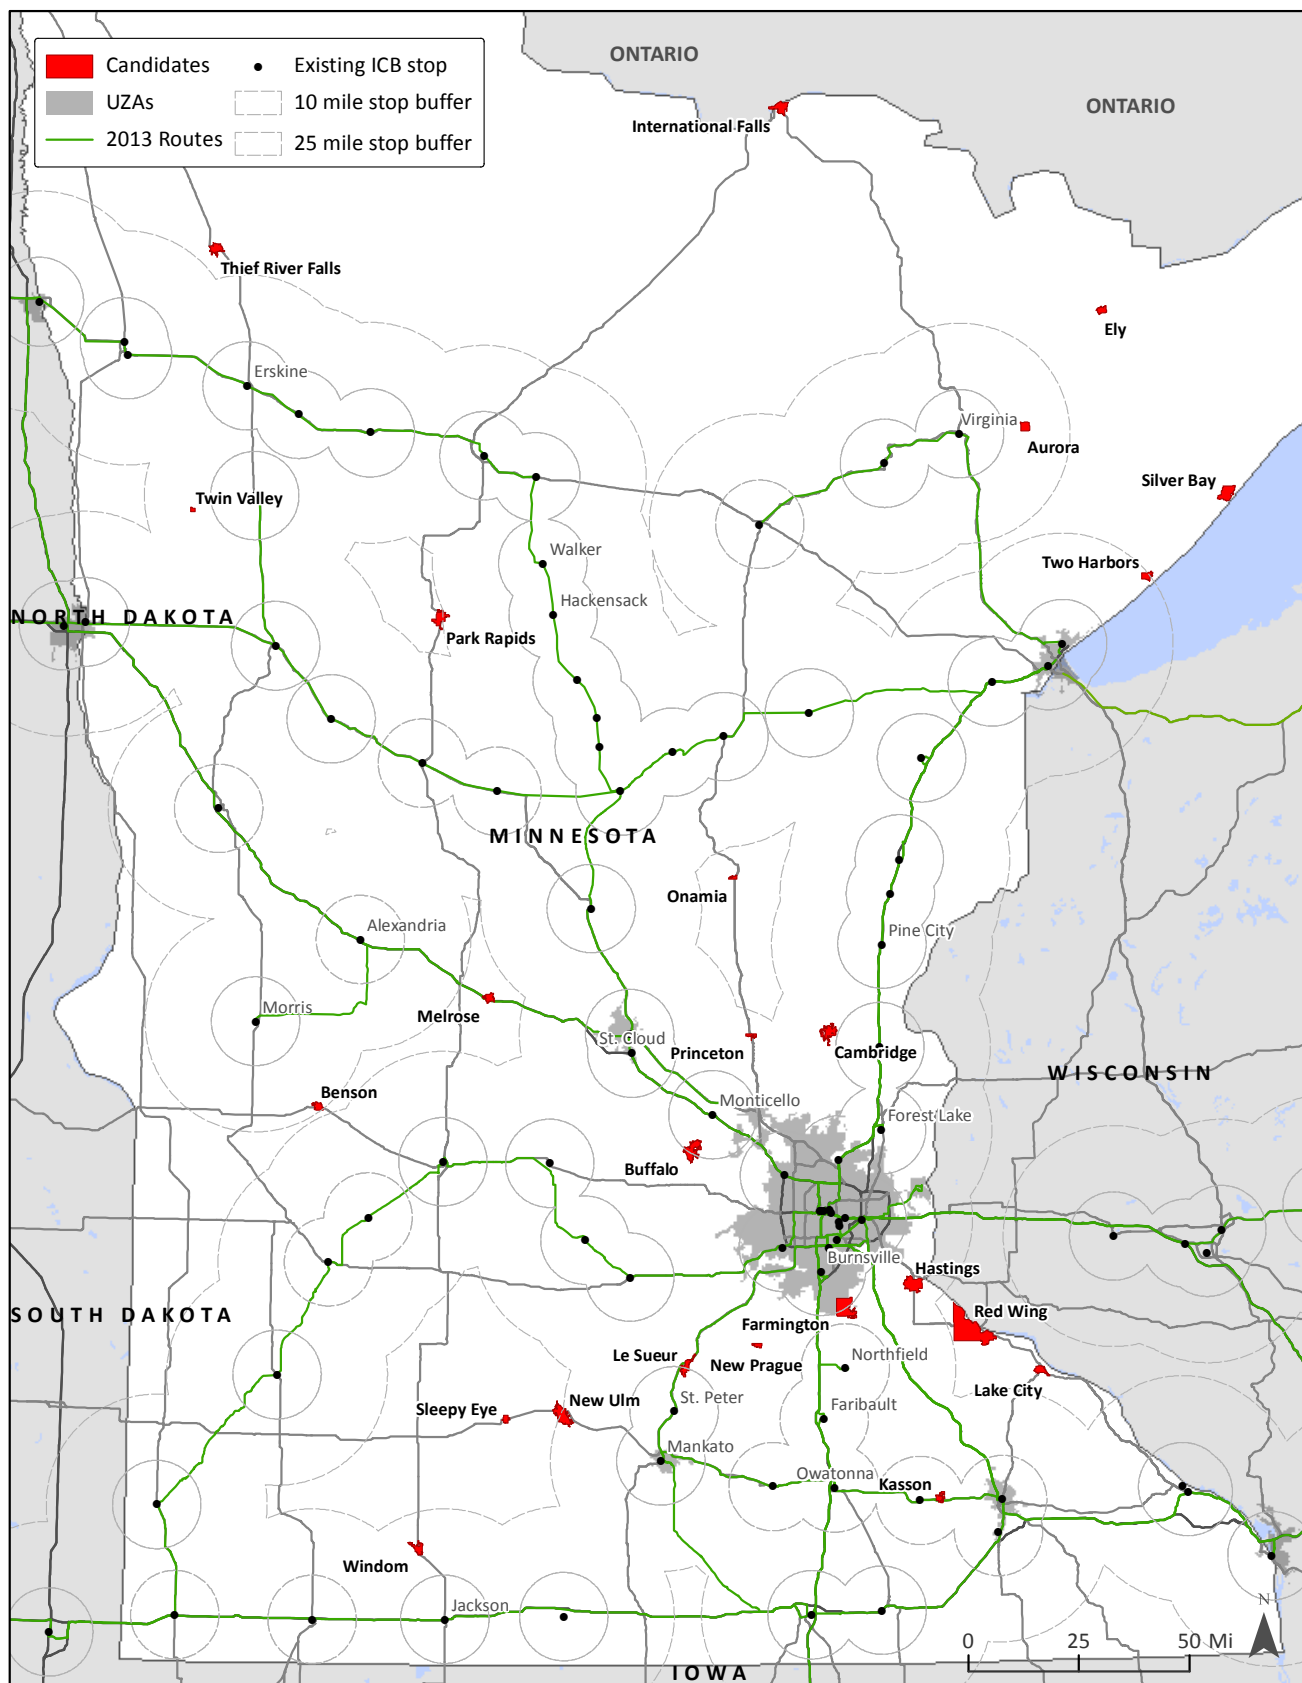 Candidates
Existing ICB stop
UZAs
10 mile stop buffer
2013 Routes
25 mile stop buffer
ONTARIO
ONTARIO
International Falls
Thief River Falls
Ely
Erskine
Virginia
Aurora
Silver Bay
Twin Valley
Walker
Two Harbors
Hackensack
NORTH DAKOTA
Park Rapids
MINNESOTA
Onamia
Alexandria
Pine City
Morris
Melrose
St. Cloud
Princeton
Cambridge
WISCONSIN
Benson
Monticello
Forest Lake
Buffalo
Burnsville
Hastings
SOUTH DAKOTA
Red Wing
Farmington
Le Sueur
New Prague
Northfield
Lake City
St. Peter
Sleepy Eye
New Ulm
Faribault
Mankato
Owatonna
Kasson
Windom
Jackson
N
0 25 50 Mi
IOWA